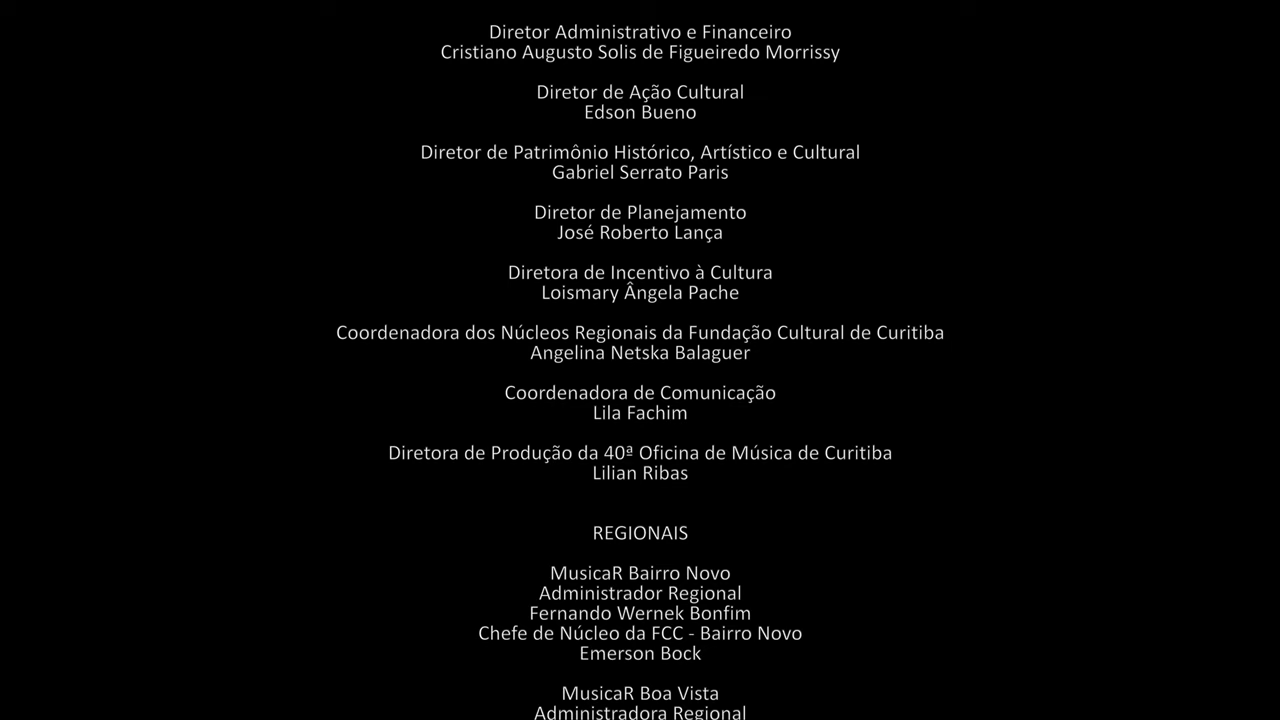 Diretor Administrativo e Financeiro
Cristiano Augusto Solis de Figueiredo Morrissy
Diretor de Ação Cultural
Edson Bueno
Diretor de Patrimônio Histórico, Artístico e Cultural
Gabriel Serrato Paris
Diretor de Planejamento
José Roberto Lança
Diretora de Incentivo à Cultura
Loismary Ângela Pache
Coordenadora dos Núcleos Regionais da Fundação Cultural de Curitiba
Angelina Netska Balaguer
Coordenadora de Comunicação
Lila Fachim
Diretora de Produção da 40ª Oficina de Música de Curitiba
Lilian Ribas
REGIONAIS
MusicaR Bairro Novo
Administrador Regional
Fernando Wernek Bonfim
Chefe de Núcleo da FCC - Bairro Novo
Emerson Bock
MusicaR Boa Vista
Administradora Regional